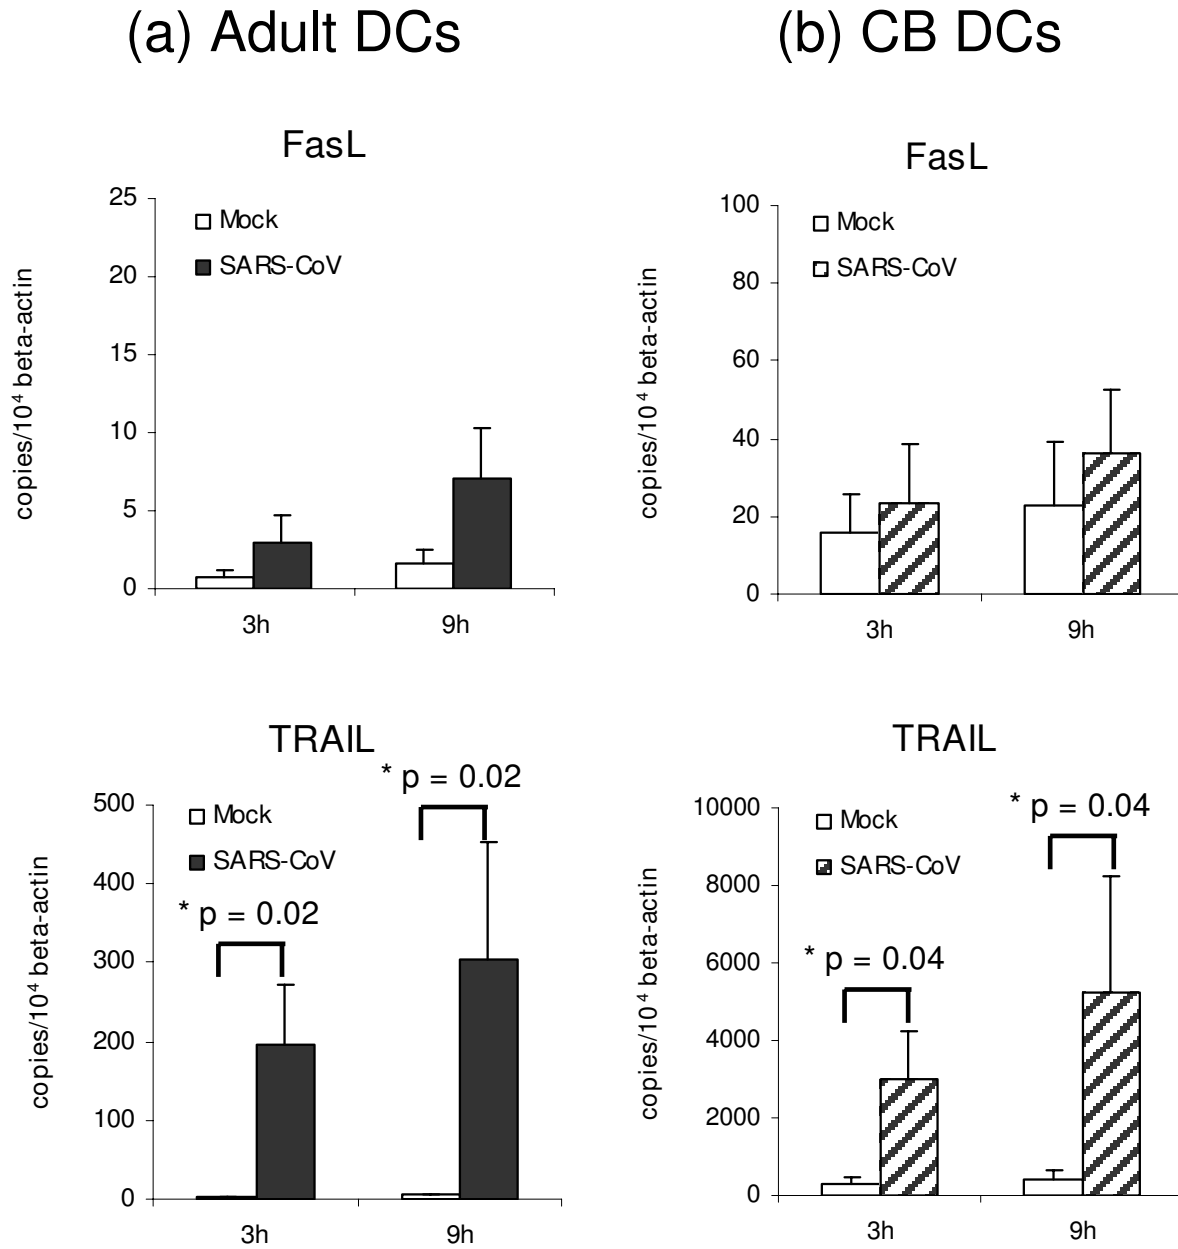 (a) Adult DCs
FasL
copies/10⁴ beta-actin
25
20
15
10
5
0
Mock
SARS-CoV
3h
9h
TRAIL
copies/10⁴ beta-actin
500
400
300
200
100
0
Mock
SARS-CoV
* p = 0.02
* p = 0.02
3h
9h
(b) CB DCs
FasL
copies/10⁴ beta-actin
100
80
60
40
20
0
Mock
SARS-CoV
3h
9h
TRAIL
copies/10⁴ beta-actin
10000
8000
6000
4000
2000
0
Mock
SARS-CoV
* p = 0.04
* p = 0.04
3h
9h